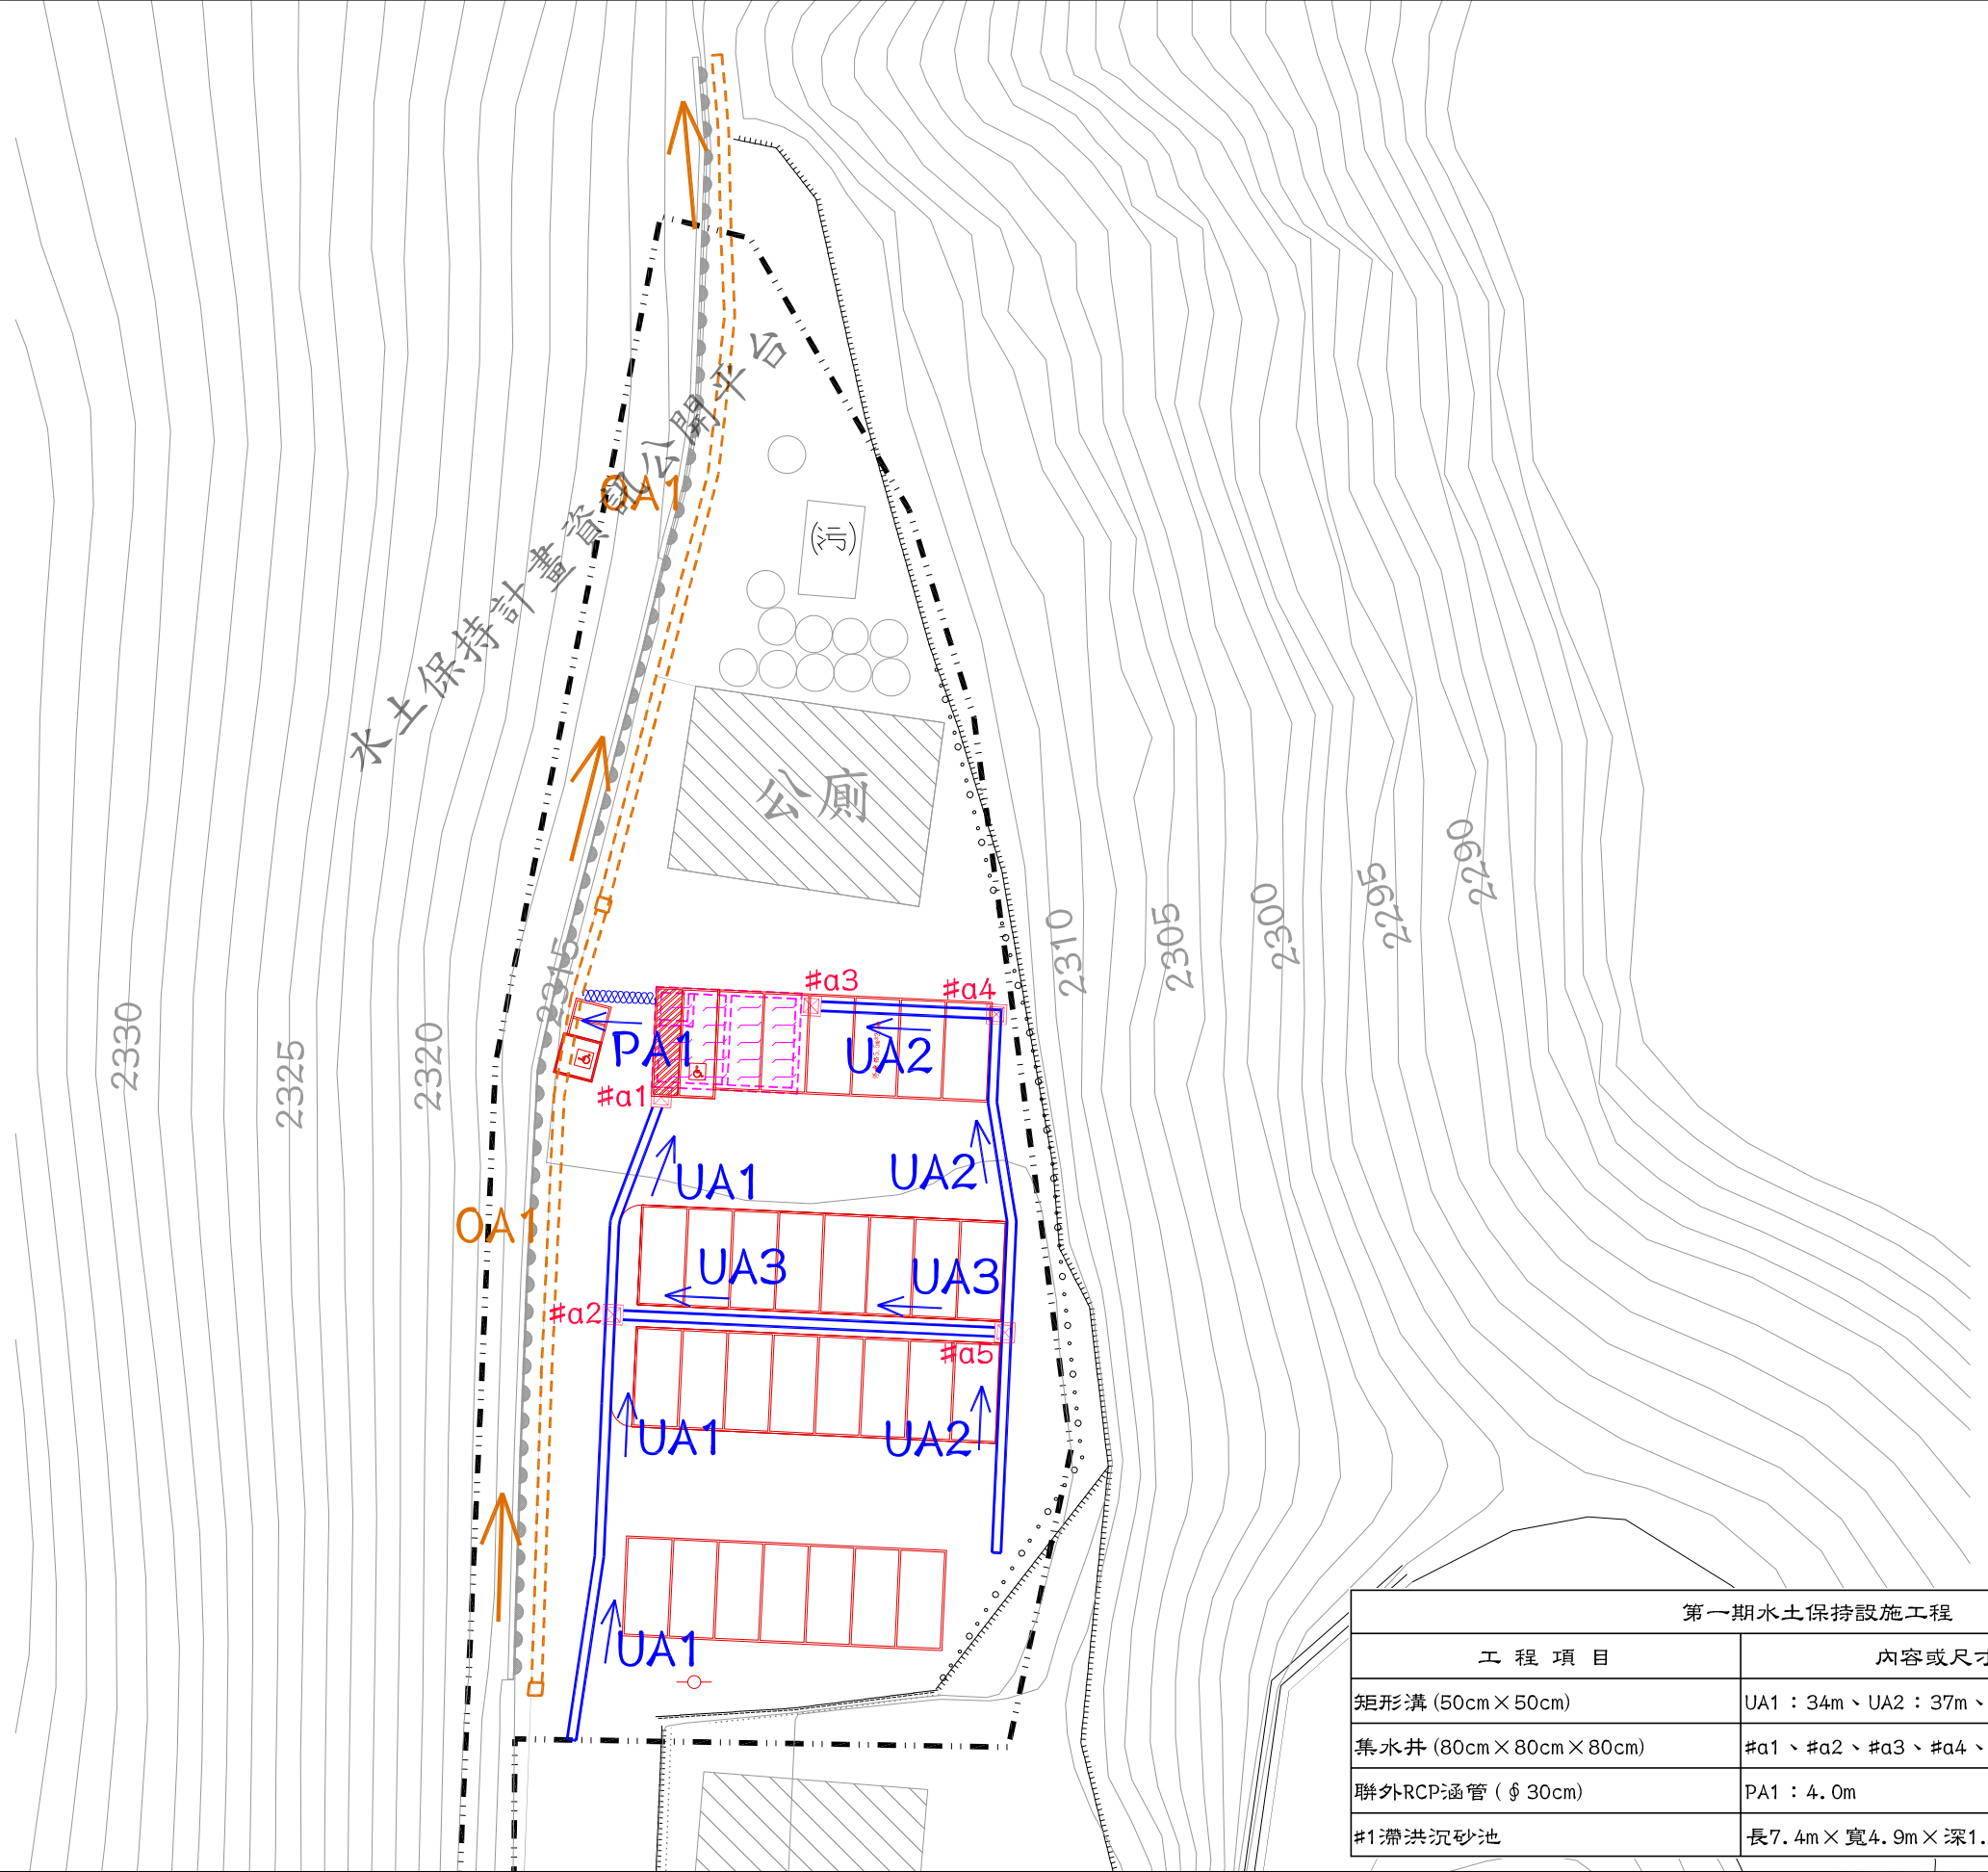 水土保持計畫資訊公開平台
OA1
(污)
公廁
2290
2295
2300
2305
2310
2315
2320
2325
2330
#a3
#a4
PA1
UA2
#a1
UA1
UA2
OA1
UA3
UA3
#a2
#a5
UA1
UA2
UA1
第一期水土保持設施工程
工程項目
內容或尺寸
矩形溝(50cm×50cm)
UA1：34m、UA2：37m、
集水井(80cm×80cm×80cm)
#a1、#a2、#a3、#a4、
聯外RCP涵管(∮30cm)
PA1：4.0m
#1滯洪沉砂池
長7.4m×寬4.9m×深1.